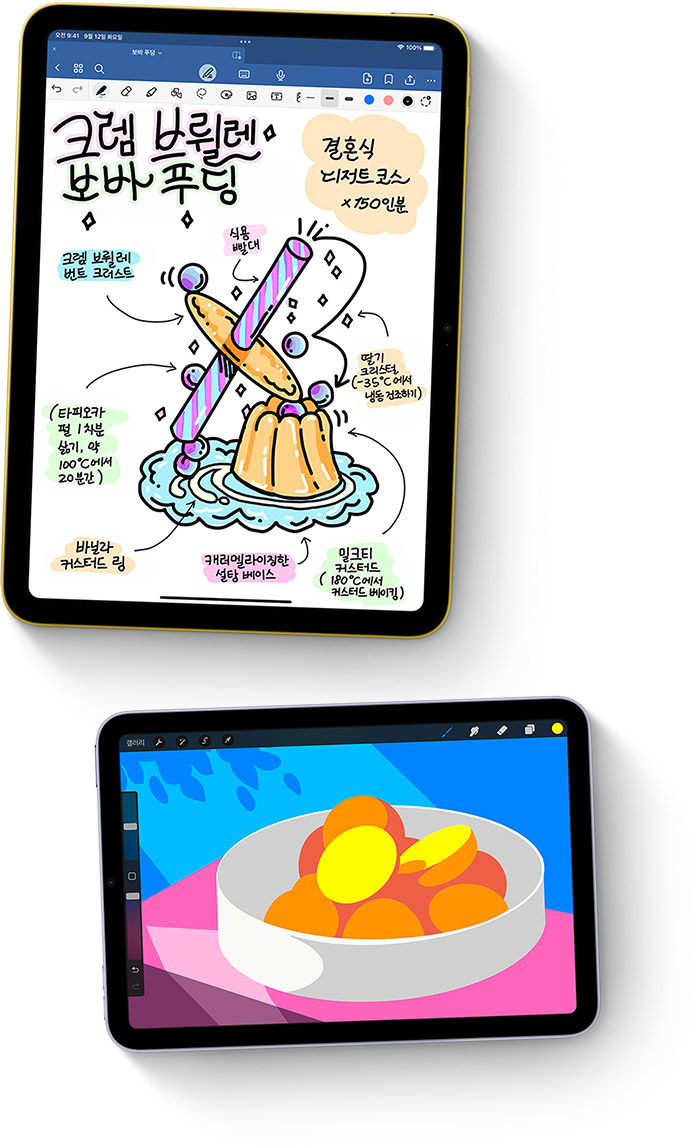 오전 9:41 9월 12일 화요일
100%
보바 푸딩
크렘 브륄레
보바 푸딩
결혼식
디저트 코스
×150인분
식용
빨대
크렘 브륄레
번트 크러스트
딸기
크리스털
(-35°C에서
냉동 건조하기)
(타피오카
펄 1차분
삶기, 약
100°C에서
20분간)
바닐라
커스터드 링
캐러멜라이징한
설탕 베이스
밀크티
커스터드
(180°C에서
커스터드 베이킹)
갤러리